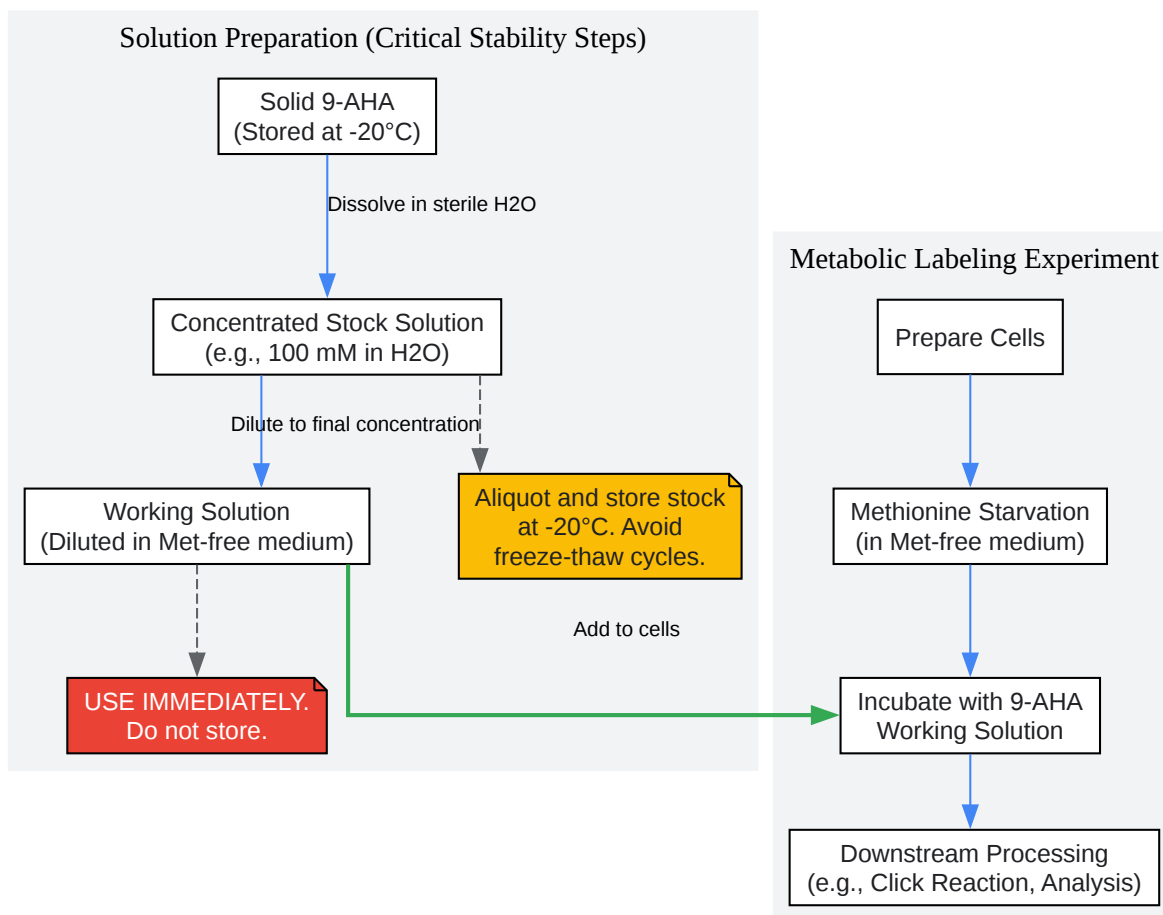 Solution Preparation (Critical Stability Steps)
Solid 9-AHA
(Stored at -20°C)
Dissolve in sterile H2O
Concentrated Stock Solution
(e.g., 100 mM in H2O)
Dilute to final concentration
Working Solution
(Diluted in Met-free medium)
Aliquot and store stock
at -20°C. Avoid
freeze-thaw cycles.
Add to cells
USE IMMEDIATELY.
Do not store.
Metabolic Labeling Experiment
Prepare Cells
Methionine Starvation
(in Met-free medium)
Incubate with 9-AHA
Working Solution
Downstream Processing
(e.g., Click Reaction, Analysis)